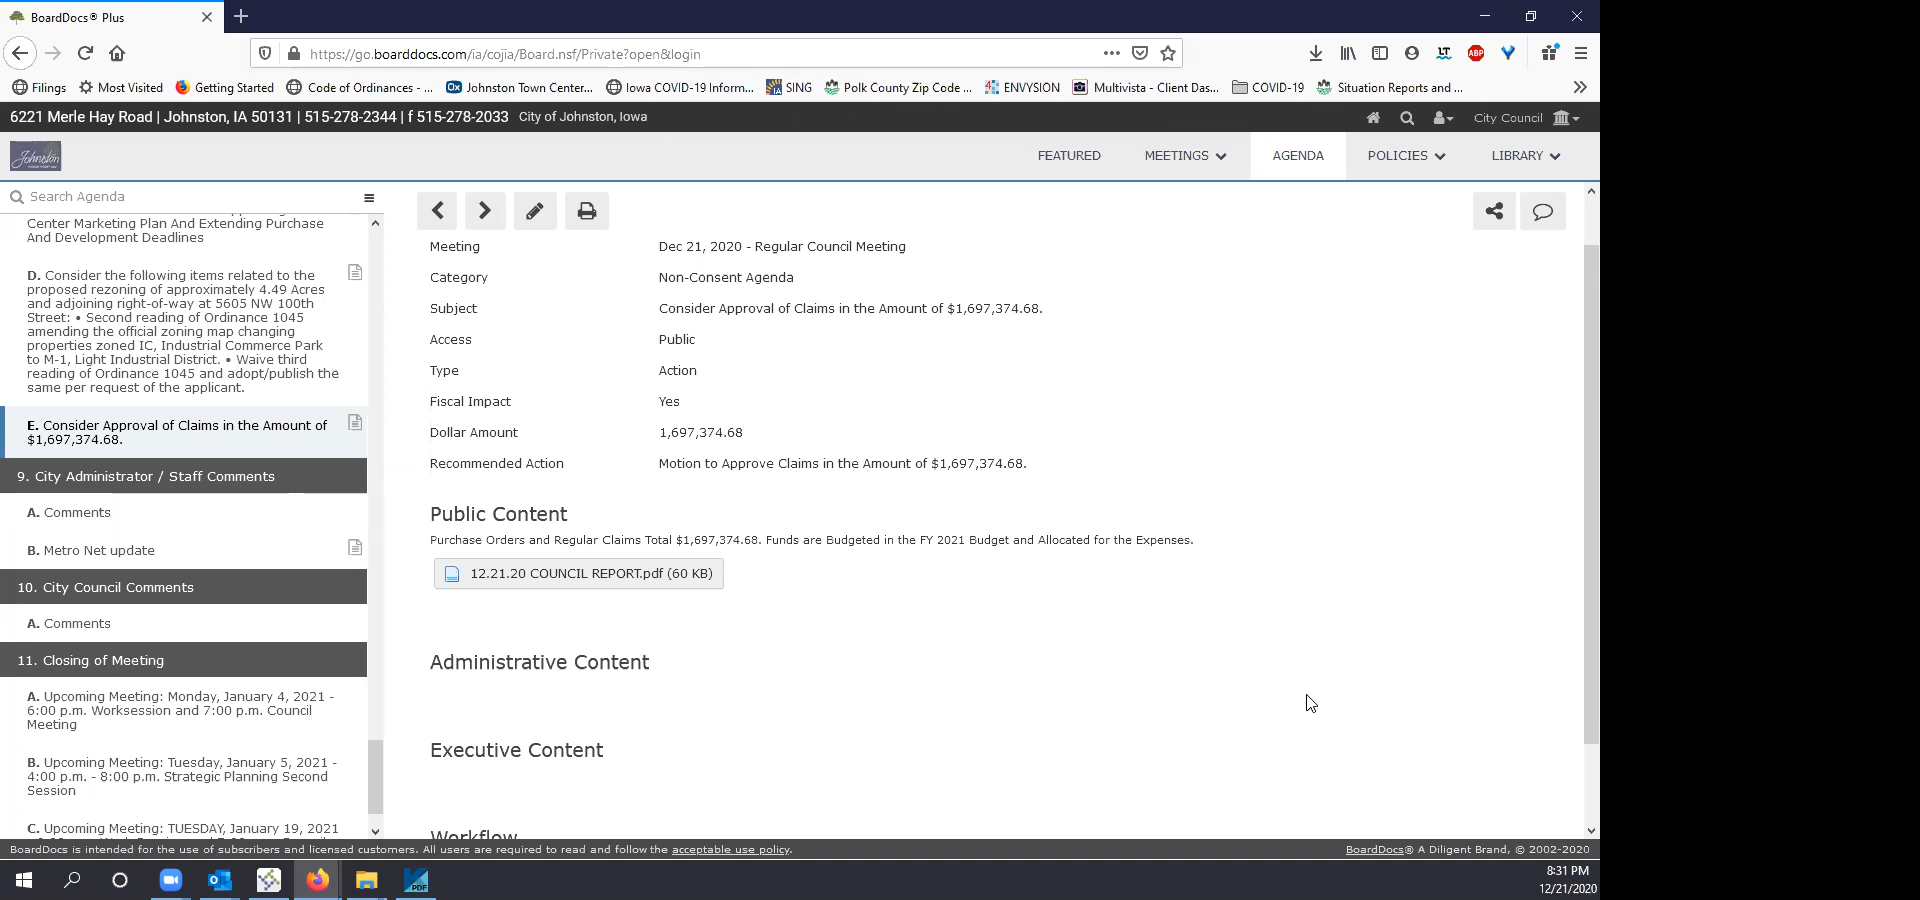 BoardDocs® Plus
https://go.boarddocs.com/ia/cojia/Board.nsf/Private?open&login
Filings
Most Visited
Getting Started
Code of Ordinances - ...
Johnston Town Center...
Iowa COVID-19 Inform...
SING
Polk County Zip Code ...
ENVYSION
Multivista - Client Das...
COVID-19
Situation Reports and ...
6221 Merle Hay Road | Johnston, IA 50131 | 515-278-2344 | f 515-278-2033 City of Johnston, Iowa
City Council
Johnston
FEATURED
MEETINGS
AGENDA
POLICIES
LIBRARY
Search Agenda
Center Marketing Plan And Extending Purchase
And Development Deadlines
D. Consider the following items related to the
proposed rezoning of approximately 4.49 Acres
and adjoining right-of-way at 5605 NW 100th
Street: • Second reading of Ordinance 1045
amending the official zoning map changing
properties zoned IC, Industrial Commerce Park
to M-1, Light Industrial District. • Waive third
reading of Ordinance 1045 and adopt/publish the
same per request of the applicant.
E. Consider Approval of Claims in the Amount of
$1,697,374.68.
9. City Administrator / Staff Comments
A. Comments
B. Metro Net update
10. City Council Comments
A. Comments
11. Closing of Meeting
A. Upcoming Meeting: Monday, January 4, 2021 -
6:00 p.m. Worksession and 7:00 p.m. Council
Meeting
B. Upcoming Meeting: Tuesday, January 5, 2021 -
4:00 p.m. - 8:00 p.m. Strategic Planning Second
Session
C. Upcoming Meeting: TUESDAY, January 19, 2021
Meeting Dec 21, 2020 - Regular Council Meeting
Category Non-Consent Agenda
Subject Consider Approval of Claims in the Amount of $1,697,374.68.
Access Public
Type Action
Fiscal Impact Yes
Dollar Amount 1,697,374.68
Recommended Action Motion to Approve Claims in the Amount of $1,697,374.68.
Public Content
Purchase Orders and Regular Claims Total $1,697,374.68. Funds are Budgeted in the FY 2021 Budget and Allocated for the Expenses.
12.21.20 COUNCIL REPORT.pdf (60 KB)
Administrative Content
Executive Content
Workflow
BoardDocs is intended for the use of subscribers and licensed customers. All users are required to read and follow the acceptable use policy.
BoardDocs® A Diligent Brand, © 2002-2020
8:31 PM
12/21/2020